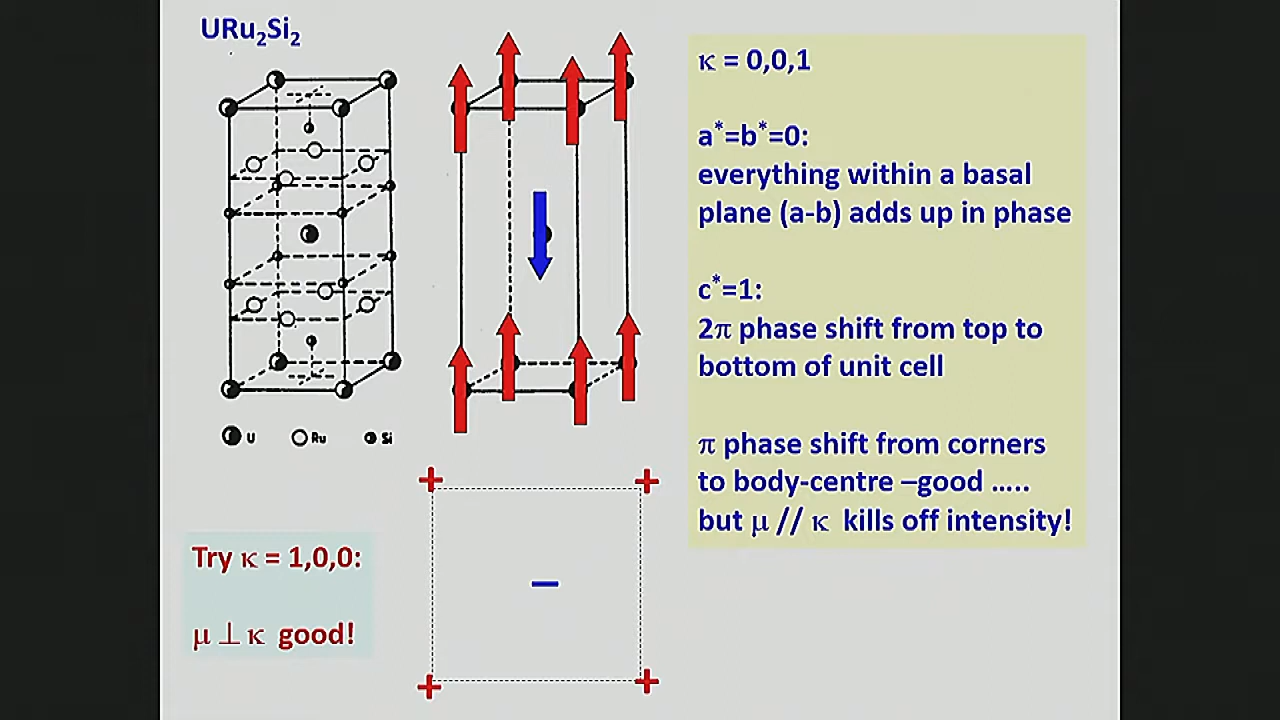 URu₂Si₂
κ = 0,0,1
a*=b*=0:
everything within a basal
plane (a-b) adds up in phase
c*=1:
2π phase shift from top to
bottom of unit cell
π phase shift from corners
to body-centre –good .....
but μ // κ kills off intensity!
U Ru Si
+ +
–
+ +
Try κ = 1,0,0:
μ ⊥ κ good!